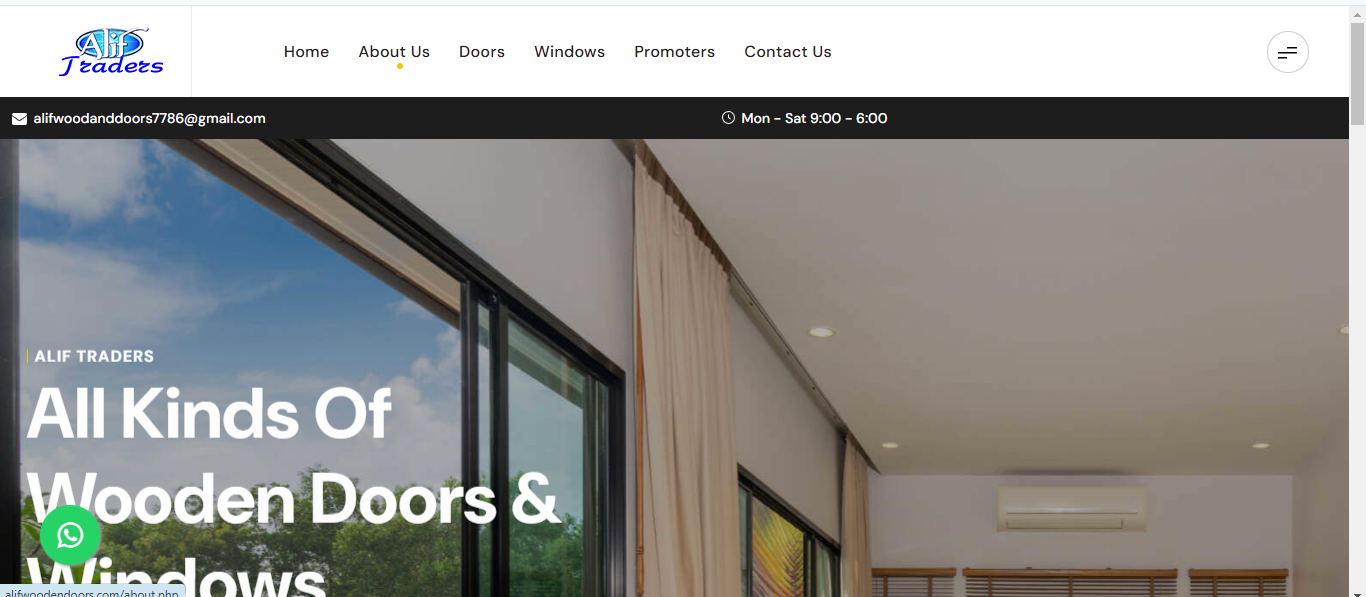 Alif
Traders
Home About Us Doors Windows Promoters Contact Us
alifwoodanddoors7786@gmail.com
Mon - Sat 9:00 - 6:00
ALIF TRADERS
All Kinds Of
Wooden Doors &
Windows
alifwoodendoors.com/about.php